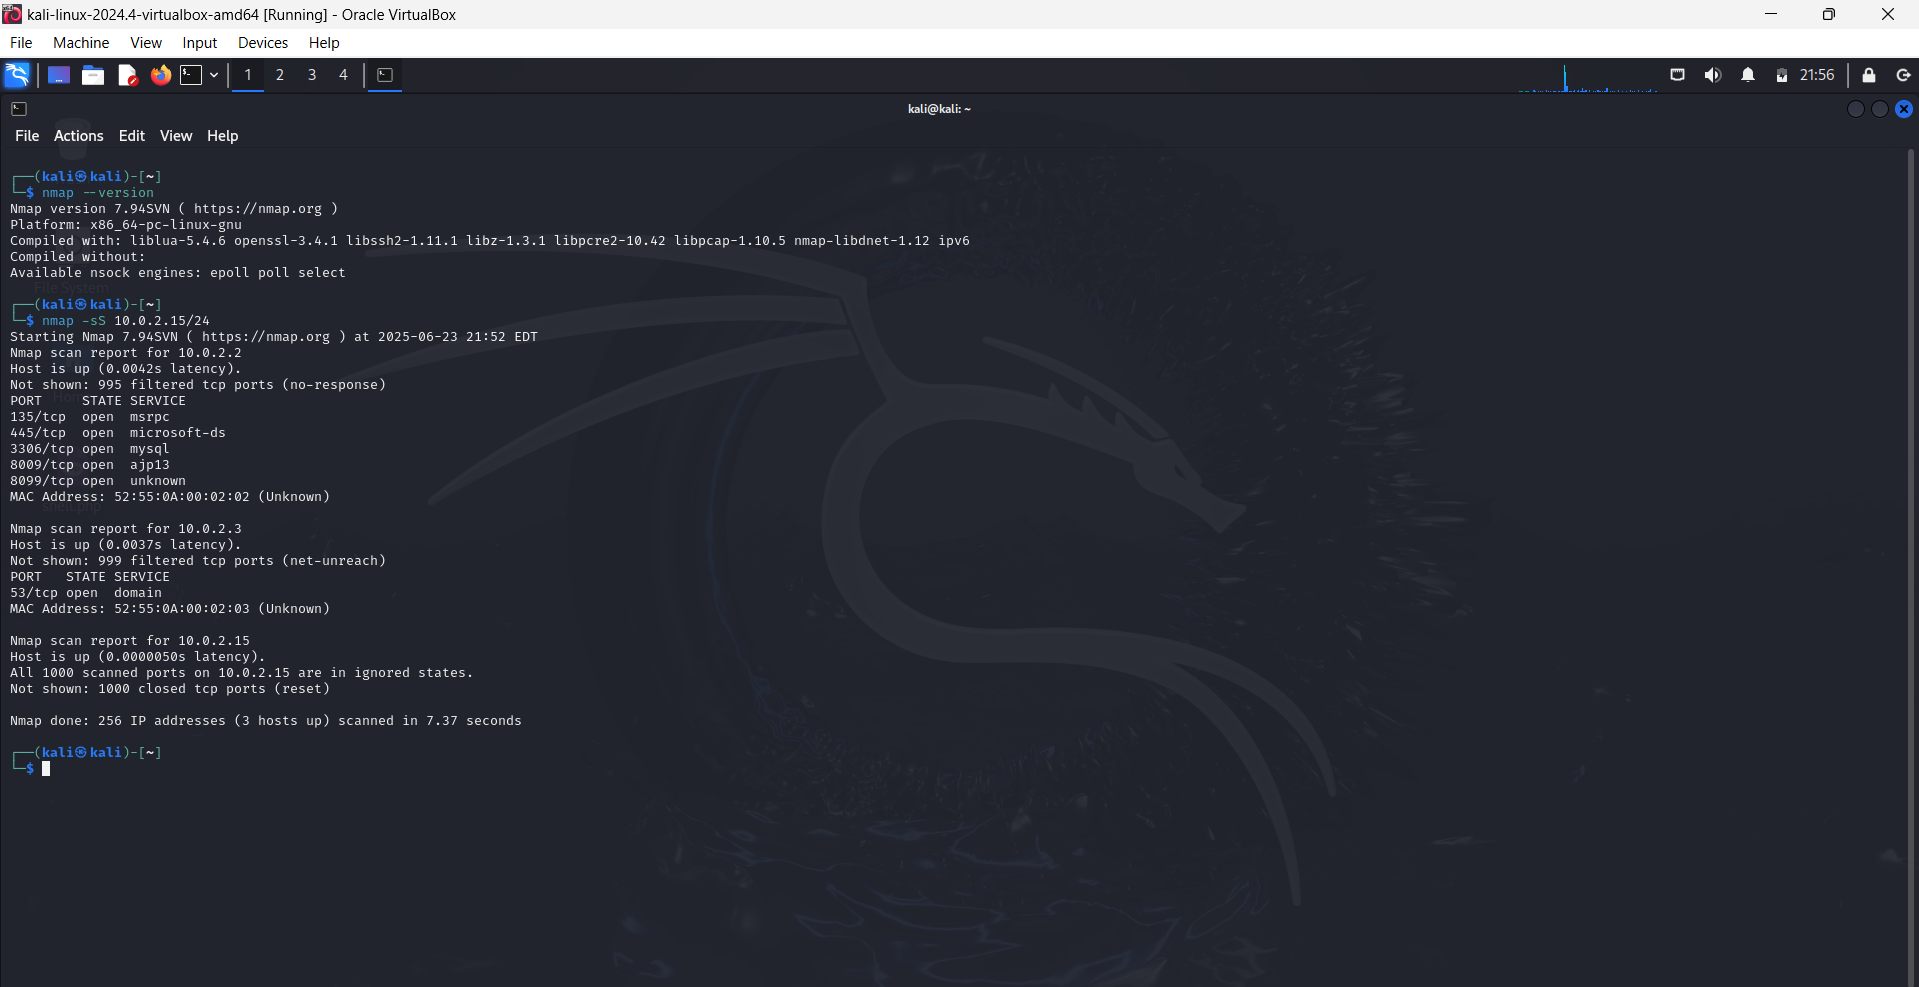 kali-linux-2024.4-virtualbox-amd64 [Running] - Oracle VirtualBox
File Machine View Input Devices Help
1 2 3 4 21:56
kali@kali: ~
File Actions Edit View Help
┌──(kali㉿kali)-[~]
└─$ nmap --version
Nmap version 7.94SVN ( https://nmap.org )
Platform: x86_64-pc-linux-gnu
Compiled with: liblua-5.4.6 openssl-3.4.1 libssh2-1.11.1 libz-1.3.1 libpcre2-10.42 libpcap-1.10.5 nmap-libdnet-1.12 ipv6
Compiled without:
Available nsock engines: epoll poll select
File System
┌──(kali㉿kali)-[~]
└─$ nmap -sS 10.0.2.15/24
Starting Nmap 7.94SVN ( https://nmap.org ) at 2025-06-23 21:52 EDT
Nmap scan report for 10.0.2.2
Host is up (0.0042s latency).
Not shown: 995 filtered tcp ports (no-response)
PORT     STATE SERVICE
Home
135/tcp  open  msrpc
445/tcp  open  microsoft-ds
3306/tcp open  mysql
8009/tcp open  ajp13
8099/tcp open  unknown
MAC Address: 52:55:0A:00:02:02 (Unknown)
shell.php
Nmap scan report for 10.0.2.3
Host is up (0.0037s latency).
Not shown: 999 filtered tcp ports (net-unreach)
PORT   STATE SERVICE
53/tcp open  domain
MAC Address: 52:55:0A:00:02:03 (Unknown)
Nmap scan report for 10.0.2.15
Host is up (0.0000050s latency).
All 1000 scanned ports on 10.0.2.15 are in ignored states.
Not shown: 1000 closed tcp ports (reset)
Nmap done: 256 IP addresses (3 hosts up) scanned in 7.37 seconds
┌──(kali㉿kali)-[~]
└─$